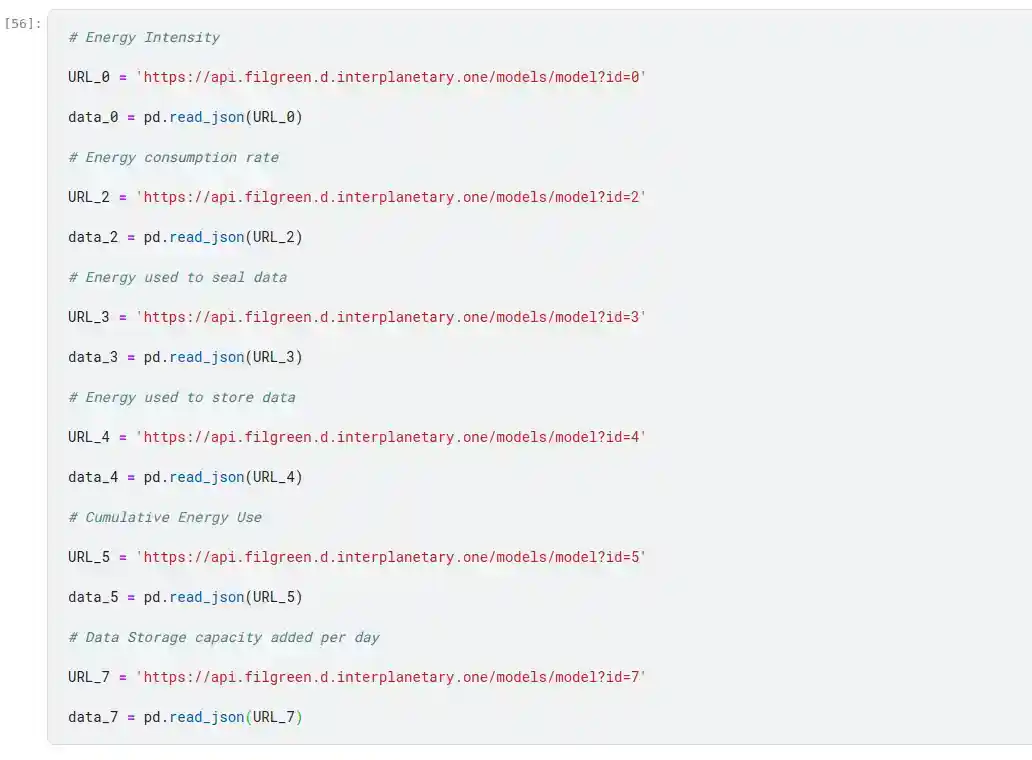 [56]:
# Energy Intensity
URL_0 = 'https://api.filgreen.d.interplanetary.one/models/model?id=0'
data_0 = pd.read_json(URL_0)
# Energy consumption rate
URL_2 = 'https://api.filgreen.d.interplanetary.one/models/model?id=2'
data_2 = pd.read_json(URL_2)
# Energy used to seal data
URL_3 = 'https://api.filgreen.d.interplanetary.one/models/model?id=3'
data_3 = pd.read_json(URL_3)
# Energy used to store data
URL_4 = 'https://api.filgreen.d.interplanetary.one/models/model?id=4'
data_4 = pd.read_json(URL_4)
# Cumulative Energy Use
URL_5 = 'https://api.filgreen.d.interplanetary.one/models/model?id=5'
data_5 = pd.read_json(URL_5)
# Data Storage capacity added per day
URL_7 = 'https://api.filgreen.d.interplanetary.one/models/model?id=7'
data_7 = pd.read_json(URL_7)